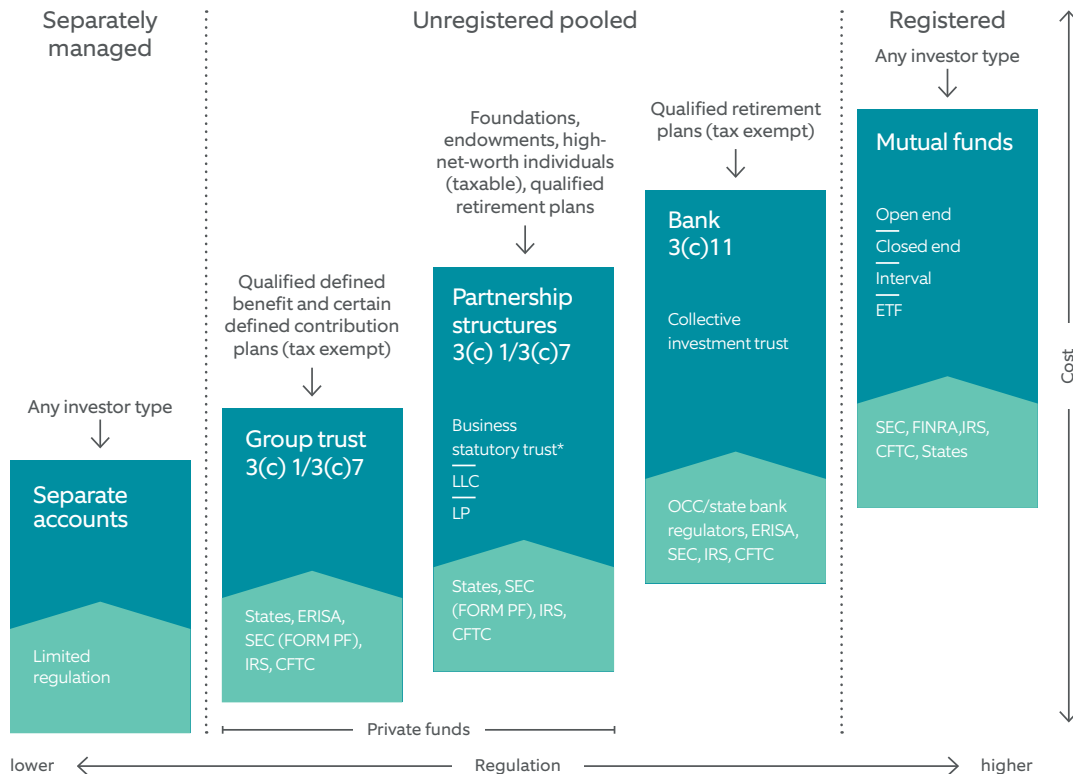 Separately
managed
Unregistered pooled
Registered
Any investor type
Separate
accounts
Limited
regulation
Qualified defined
benefit and certain
defined contribution
plans (tax exempt)
Group trust
3(c) 1/3(c)7
States, ERISA,
SEC (FORM PF),
IRS, CFTC
Foundations,
endowments, high-
net-worth individuals
(taxable), qualified
retirement plans
Partnership
structures
3(c) 1/3(c)7
Business
statutory trust*
LLC
LP
States, SEC
(FORM PF), IRS,
CFTC
Private funds
Qualified retirement
plans (tax exempt)
Bank
3(c)11
Collective
investment trust
OCC/state bank
regulators, ERISA,
SEC, IRS, CFTC
Any investor type
Mutual funds
Open end
Closed end
Interval
ETF
SEC, FINRA,IRS,
CFTC, States
Cost
lower
Regulation
higher